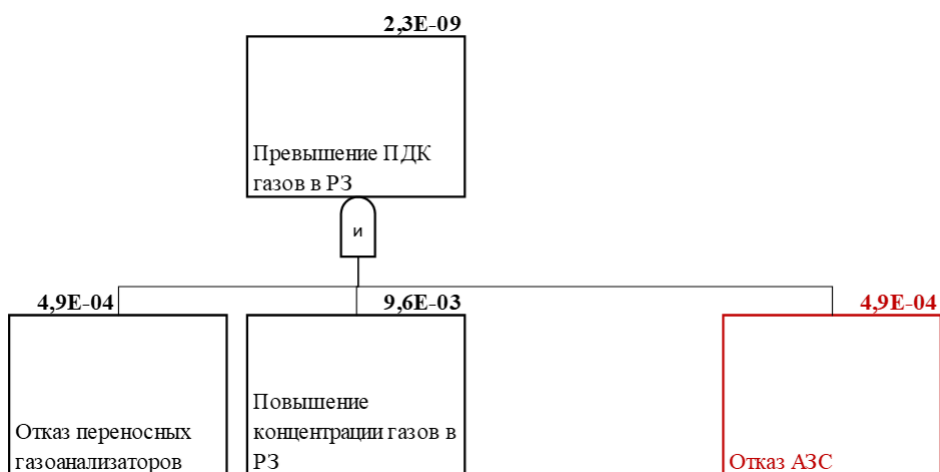 2,3E-09
Превышение ПДК
газов в РЗ
и
4,9E-04
9,6E-03
4,9E-04
Отказ переносных
газоанализаторов
Повышение
концентрации газов в
РЗ
Отказ АЗС